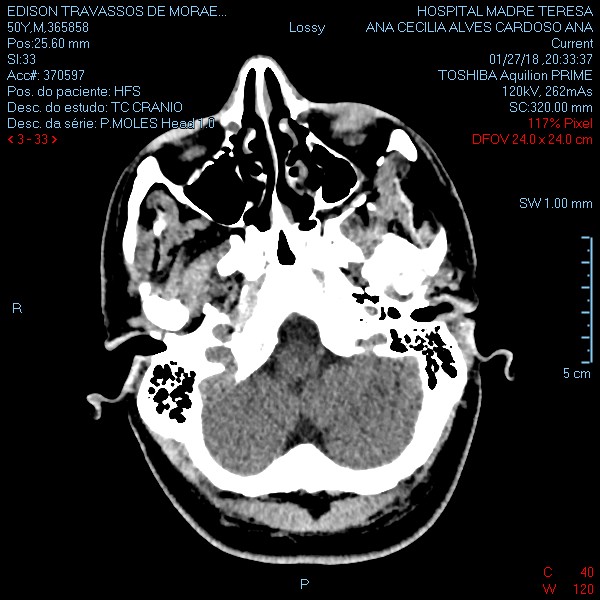 EDISON TRAVASSOS DE MORAE...
50Y,M,365858
Pos:25.60 mm
SI:33
Acc#: 370597
Pos. do paciente: HFS
Desc. do estudo: TC CRANIO
Desc. da série: P.MOLES Head 1.0
< 3 - 33 >
Lossy
HOSPITAL MADRE TERESA
ANA CECILIA ALVES CARDOSO ANA
Current
01/27/18 ,20:33:37
TOSHIBA Aquilion PRIME
120kV, 262mAs
SC:320.00 mm
117% Pixel
DFOV 24.0 x 24.0 cm
SW 1.00 mm
R
5 cm
P
C 40
W 120